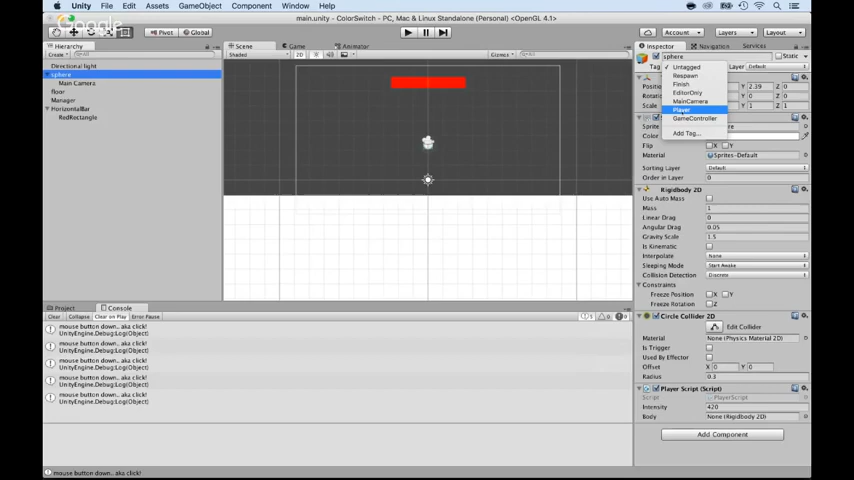 Unity Edit Assets GameObject Component Window Help
main.unity - ColorSwitch - PC, Mac & Linux Standalone (Personal) <OpenGL 4.1>
Google
Pivot Global
Account Layers Layout
Hierarchy
Create
Directional light
sphere
Main Camera
floor
Manager
HorizontalBar
RedRectangle
Scene Game Animator
Shaded 2D Gizmos All
Inspector Navigation Services
sphere Static
Tag Layer Default
Untagged
Respawn
Finish
EditorOnly
MainCamera
Player
GameController
Add Tag...
Position Y 2.39 Z 0
Rotation Y 0 Z 0
Scale Y 1 Z 1
Sprite
Color
Flip X Y
Material Sprites-Default
Sorting Layer Default
Order in Layer 0
Rigidbody 2D
Use Auto Mass
Mass 1
Linear Drag 0
Angular Drag 0.05
Gravity Scale 1.5
Is Kinematic
Interpolate None
Sleeping Mode Start Awake
Collision Detection Discrete
Constraints
Freeze Position X Y
Freeze Rotation Z
Circle Collider 2D
Edit Collider
Material None (Physics Material 2D)
Is Trigger
Used By Effector
Offset X 0 Y 0
Radius 0.3
Player Script (Script)
Script PlayerScript
Intensity 420
Body None (Rigidbody 2D)
Add Component
Project Console
Clear Collapse Clear on Play Error Pause 5 0 0
mouse button down.. aka click!
UnityEngine.Debug:Log(Object)
mouse button down.. aka click!
UnityEngine.Debug:Log(Object)
mouse button down.. aka click!
UnityEngine.Debug:Log(Object)
mouse button down.. aka click!
UnityEngine.Debug:Log(Object)
mouse button down.. aka click!
UnityEngine.Debug:Log(Object)
mouse button down.. aka click!